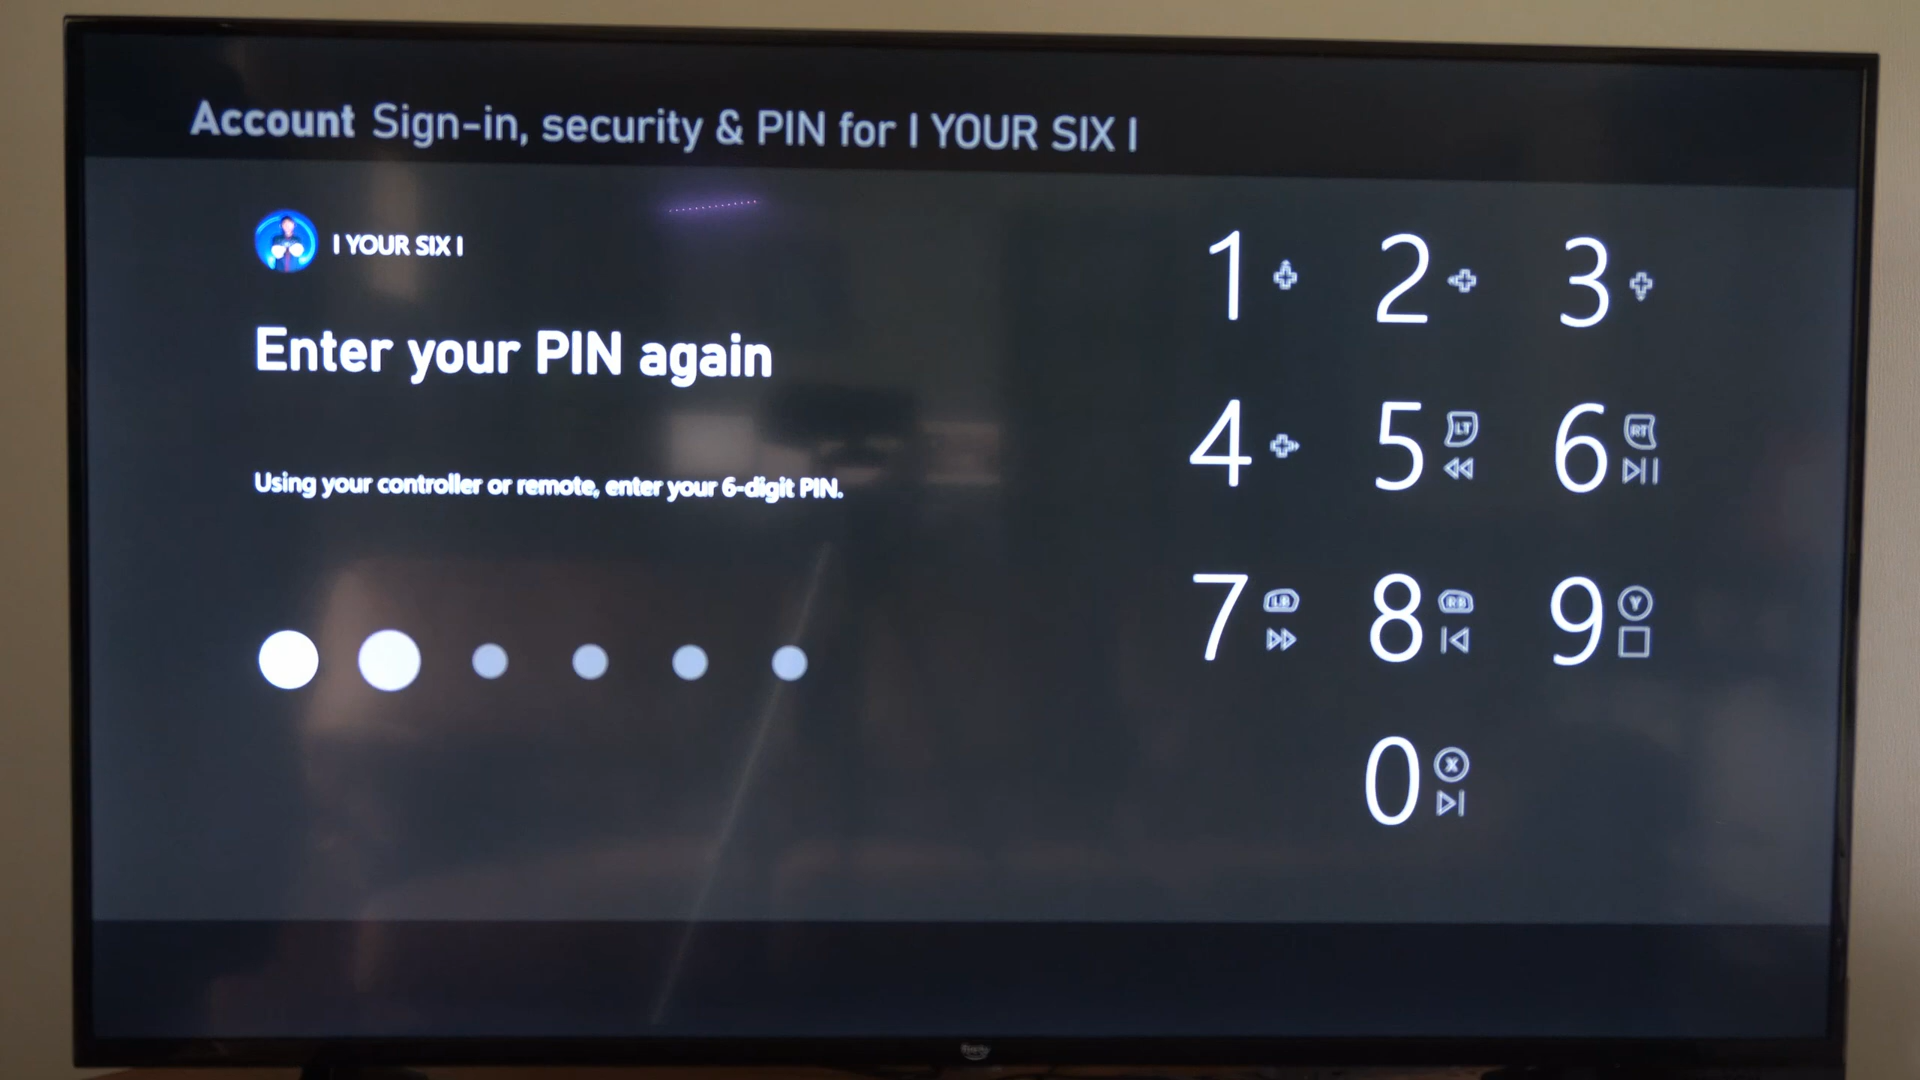 Account Sign-in, security & PIN for I YOUR SIX I
I YOUR SIX I
Enter your PIN again
Using your controller or remote, enter your 6-digit PIN.
1 2 3
4 5 LT 6 RT
7 LB 8 RB 9 Y
0 X